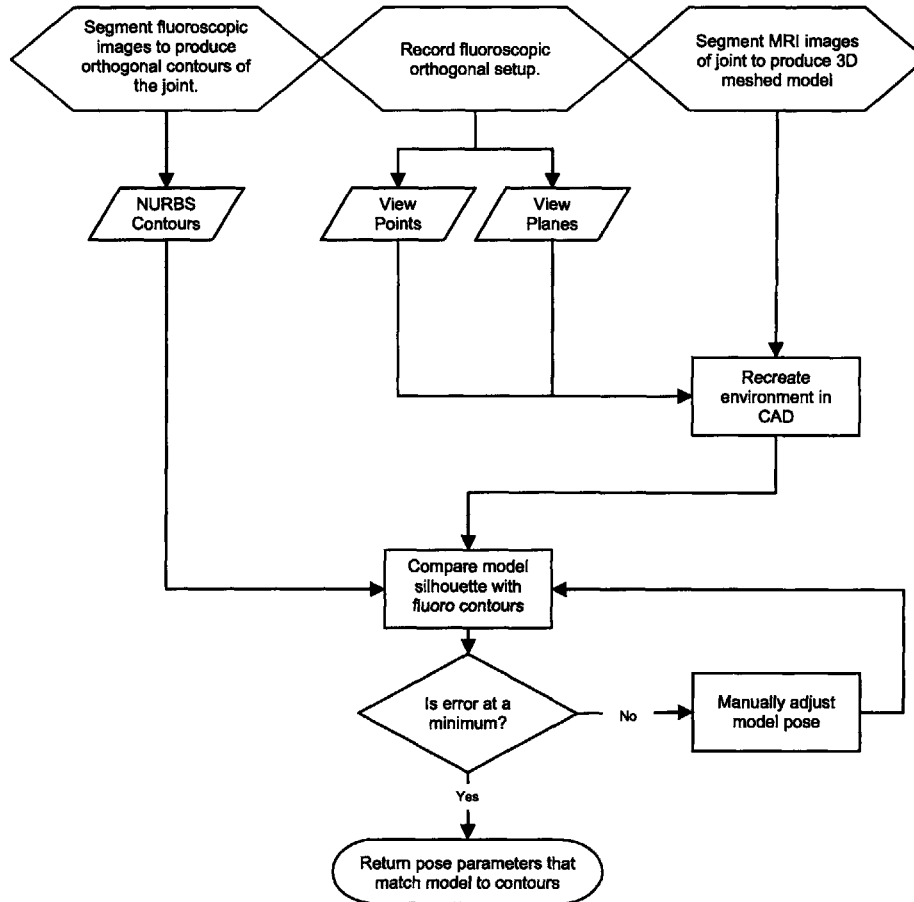 Segment fluoroscopic
images to produce
orthogonal contours of
the joint.
Record fluoroscopic
orthogonal setup.
Segment MRI images
of joint to produce 3D
meshed model
NURBS
Contours
View
Points
View
Planes
Recreate
environment in
CAD
Compare model
silhouette with
fluoro contours
Is error at a
minimum?
No
Manually adjust
model pose
Yes
Return pose parameters that
match model to contours